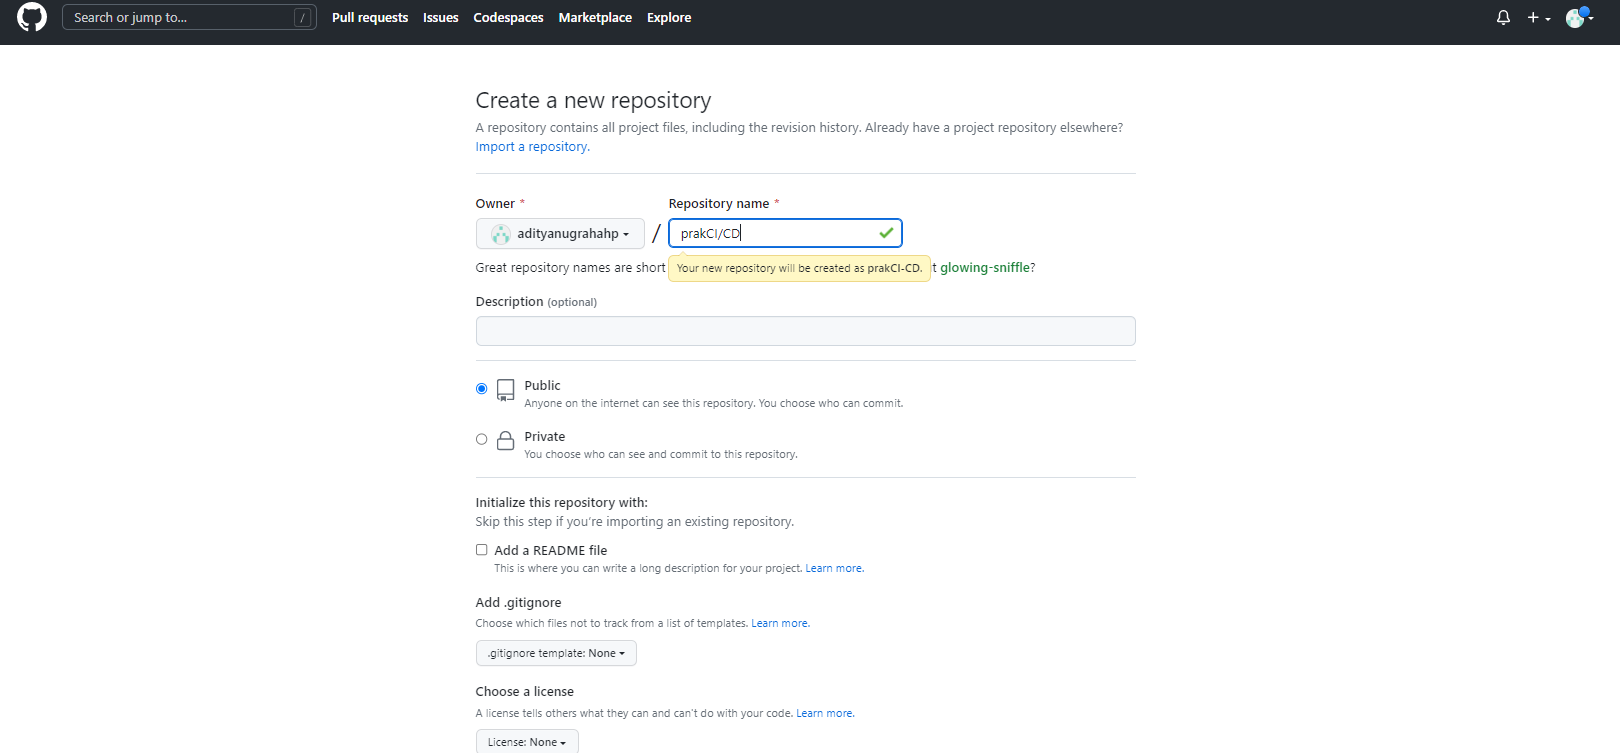 Search or jump to... /
Pull requests Issues Codespaces Marketplace Explore
Create a new repository
A repository contains all project files, including the revision history. Already have a project repository elsewhere?
Import a repository.
Owner * Repository name *
adityanugrahahp / prakCI/CD
Great repository names are short Your new repository will be created as prakCI-CD. t glowing-sniffle?
Description (optional)
Public
Anyone on the internet can see this repository. You choose who can commit.
Private
You choose who can see and commit to this repository.
Initialize this repository with:
Skip this step if you're importing an existing repository.
Add a README file
This is where you can write a long description for your project. Learn more.
Add .gitignore
Choose which files not to track from a list of templates. Learn more.
.gitignore template: None
Choose a license
A license tells others what they can and can't do with your code. Learn more.
License: None